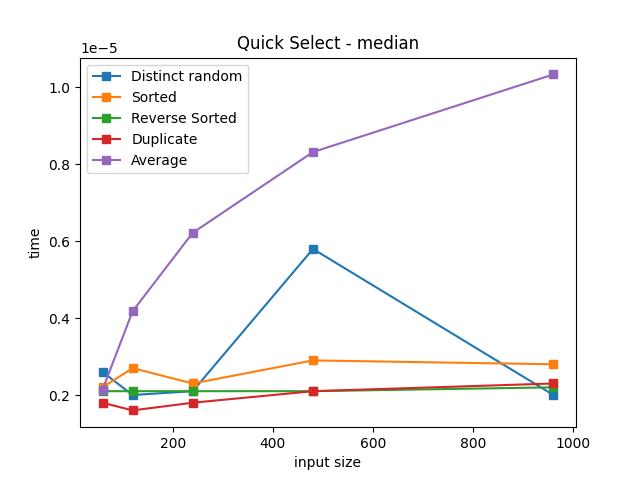 Quick Select - median
1e−5
Distinct random
Sorted
Reverse Sorted
Duplicate
Average
1.0
0.8
0.6
0.4
0.2
time
200 400 600 800 1000
input size